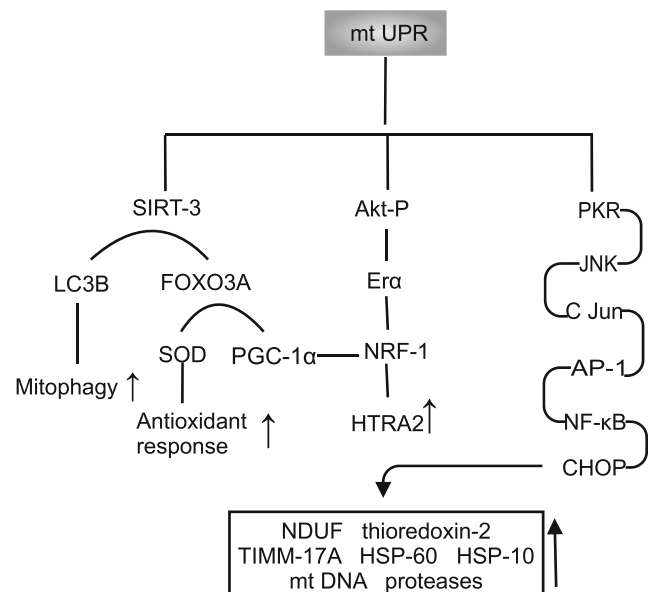 mt UPR
SIRT-3
Akt-P
PKR
LC3B
FOXO3A
Erα
JNK
C Jun
SOD
PGC-1α
NRF-1
AP-1
Mitophagy ↑
Antioxidant
response ↑
HTRA2 ↑
NF-κB
CHOP
NDUF thioredoxin-2
TIMM-17A HSP-60 HSP-10
mt DNA proteases